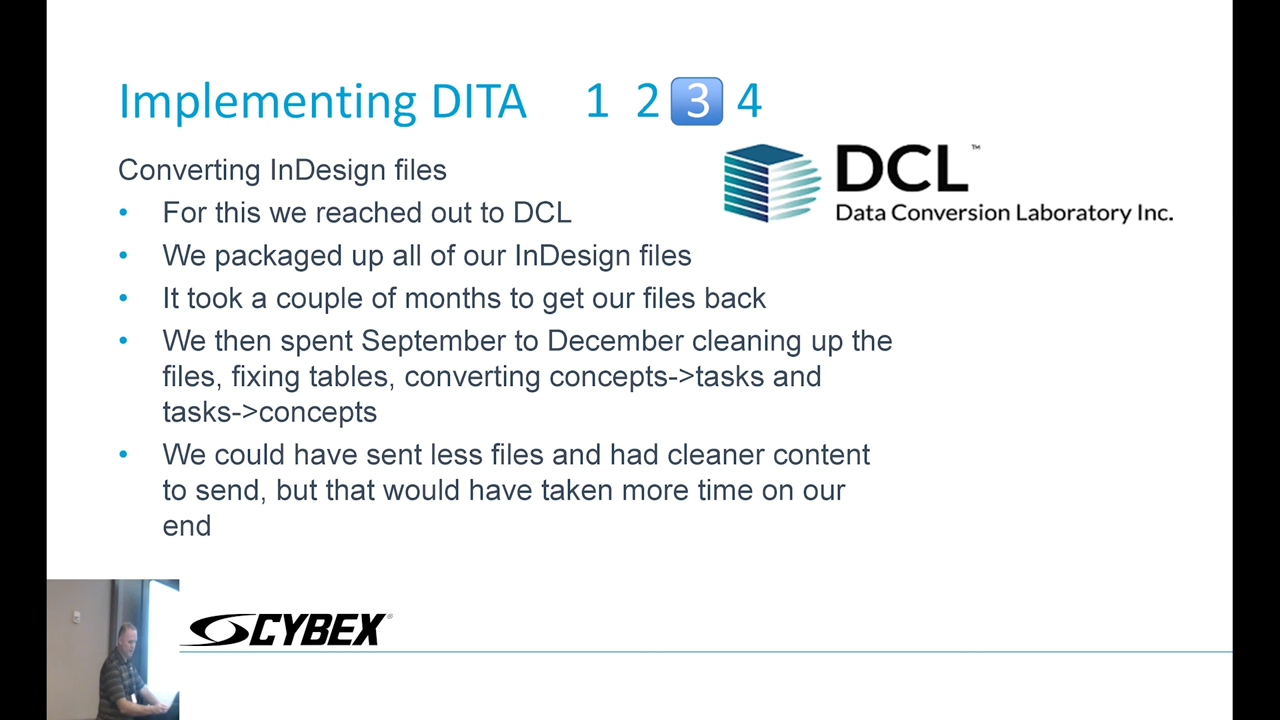 Implementing DITA 1 2 3 4
Converting InDesign files
DCL™
Data Conversion Laboratory Inc.
• For this we reached out to DCL
• We packaged up all of our InDesign files
• It took a couple of months to get our files back
• We then spent September to December cleaning up the
files, fixing tables, converting concepts->tasks and
tasks->concepts
• We could have sent less files and had cleaner content
to send, but that would have taken more time on our
end
CYBEX®